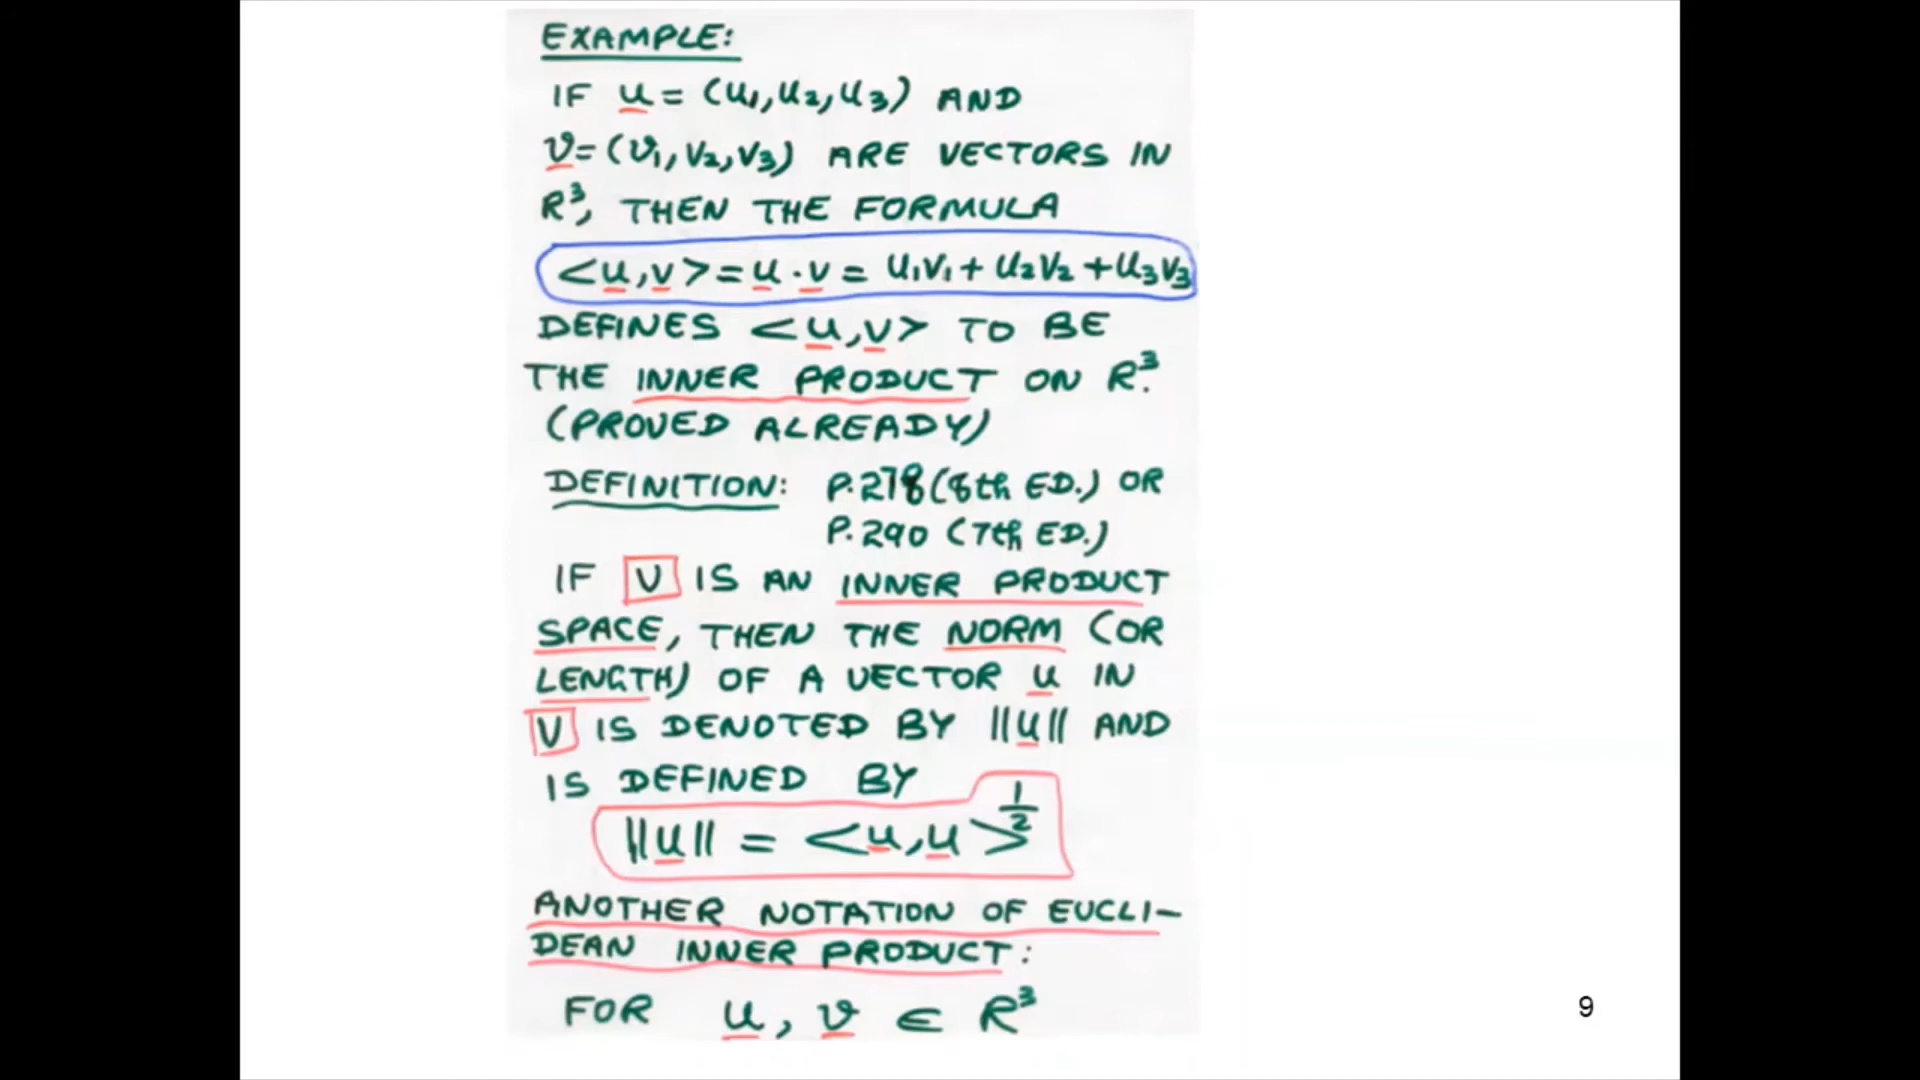 EXAMPLE:
IF u = (u₁, u₂, u₃) AND
v = (v₁, v₂, v₃) ARE VECTORS IN
R³, THEN THE FORMULA
<u,v> = u · v = u₁v₁ + u₂v₂ + u₃v₃
DEFINES <u,v> TO BE
THE INNER PRODUCT ON R³.
(PROVED ALREADY)
DEFINITION: P.278 (8th ED.) OR
P.290 (7th ED.)
IF V IS AN INNER PRODUCT
SPACE, THEN THE NORM (OR
LENGTH) OF A VECTOR u IN
V IS DENOTED BY ||u|| AND
IS DEFINED BY
||u|| = <u,u>^½
ANOTHER NOTATION OF EUCLI-
DEAN INNER PRODUCT:
FOR u, v ∈ R³
9